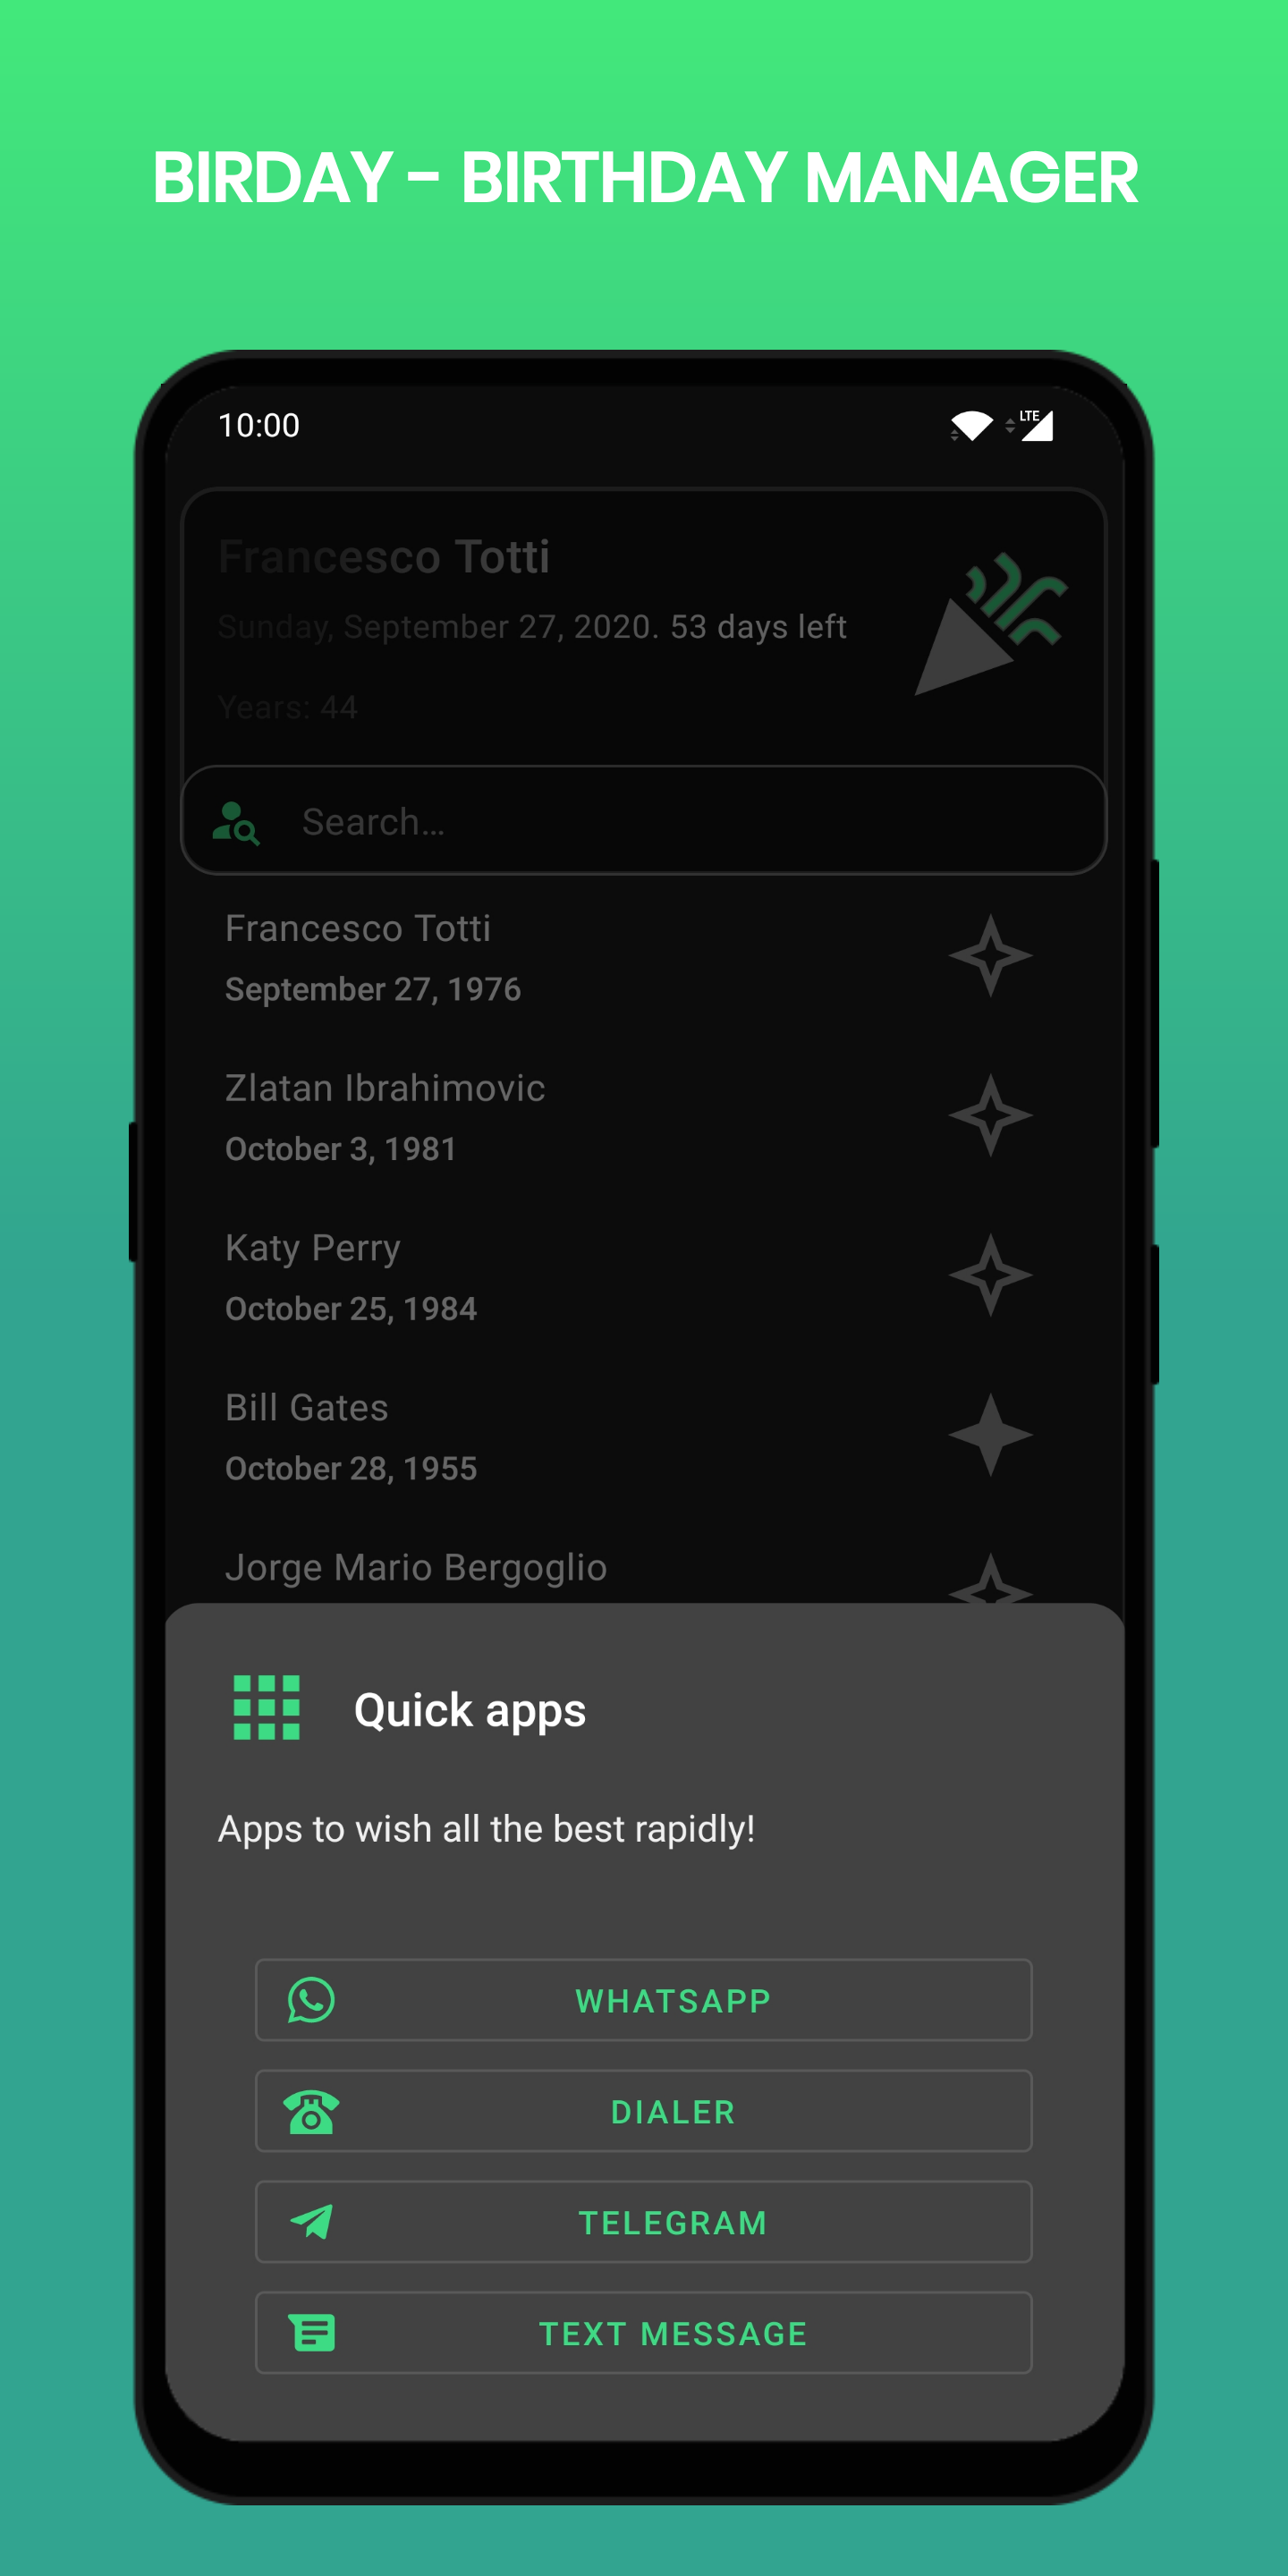 BIRDAY - BIRTHDAY MANAGER
10:00
LTE
Francesco Totti
Sunday, September 27, 2020. 53 days left
Years: 44
Search…
Francesco Totti
September 27, 1976
Zlatan Ibrahimovic
October 3, 1981
Katy Perry
October 25, 1984
Bill Gates
October 28, 1955
Jorge Mario Bergoglio
Quick apps
Apps to wish all the best rapidly!
WHATSAPP
DIALER
TELEGRAM
TEXT MESSAGE